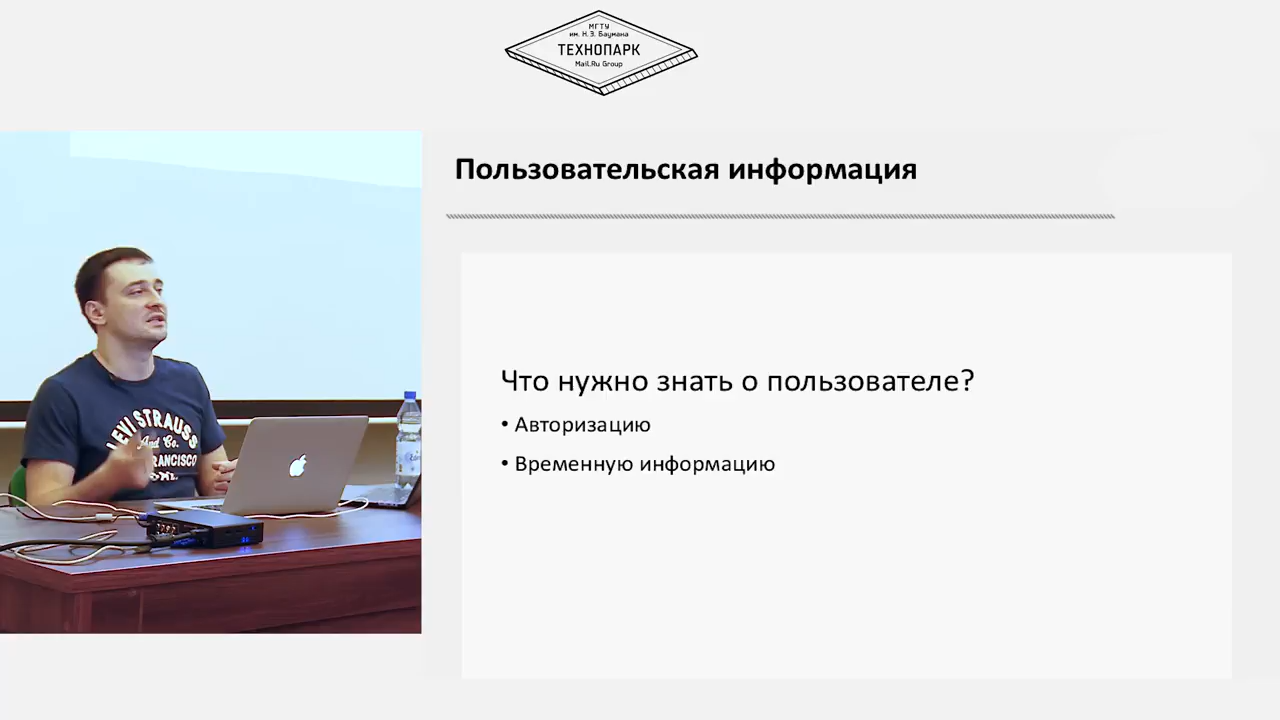 МГТУ
им. Н.Э. Баумана
ТЕХНОПАРК
Mail.Ru Group
Пользовательская информация
Что нужно знать о пользователе?
• Авторизацию
• Временную информацию
LEVI STRAUSS
And Co.